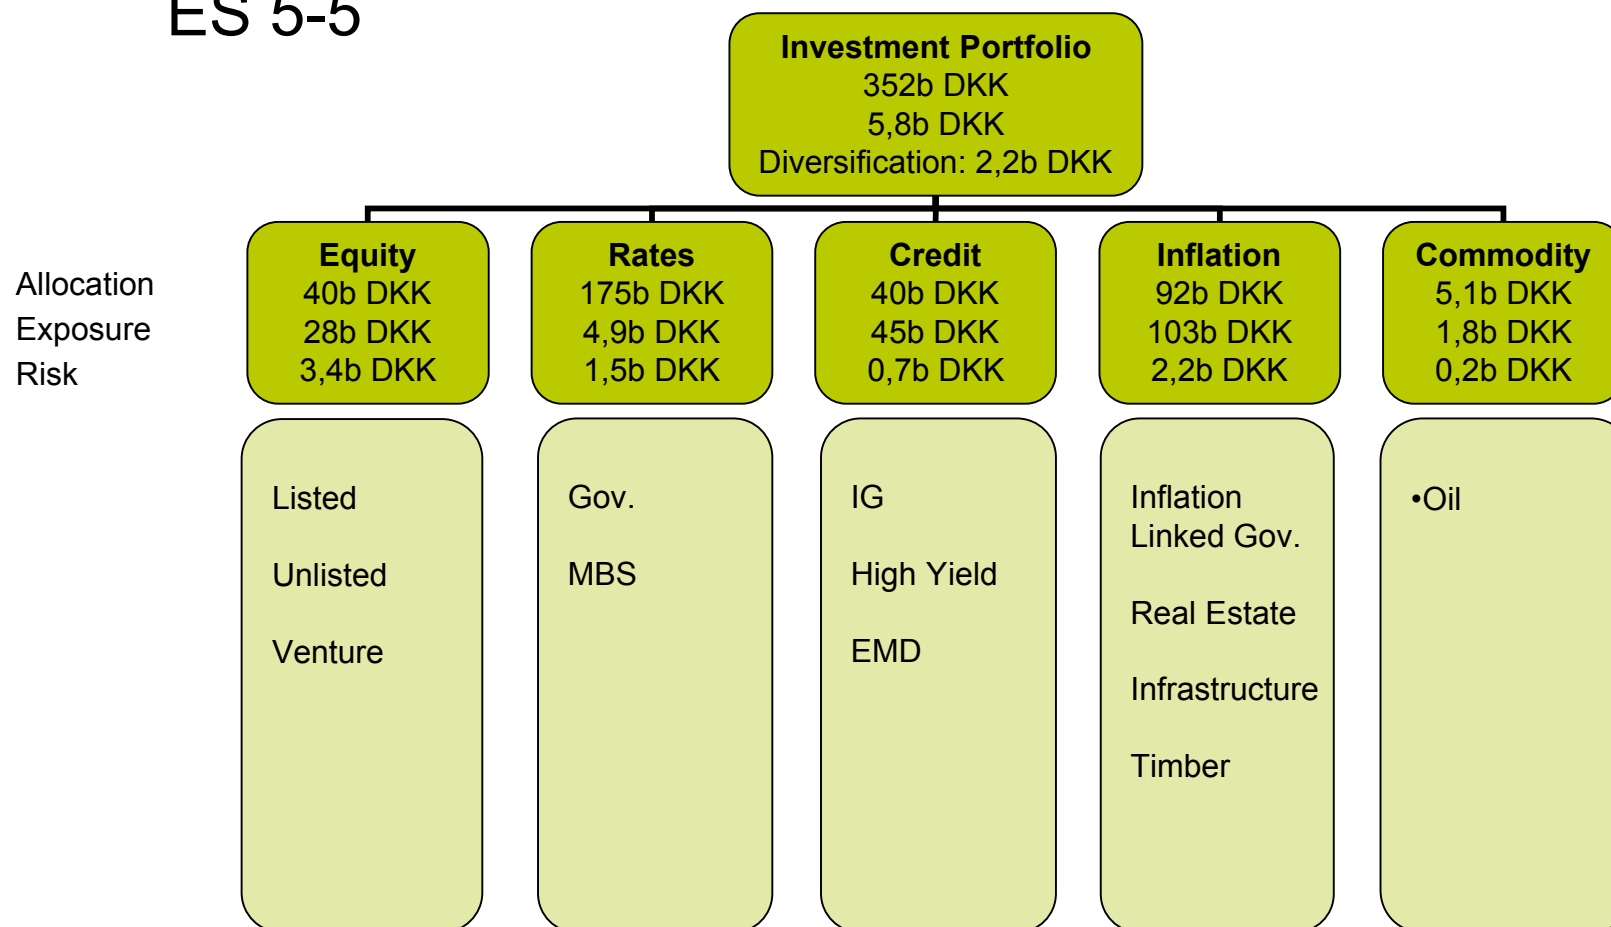 ES 5-5
Investment Portfolio
352b DKK
5,8b DKK
Diversification: 2,2b DKK
Allocation
Exposure
Risk
Equity
40b DKK
28b DKK
3,4b DKK
Rates
175b DKK
4,9b DKK
1,5b DKK
Credit
40b DKK
45b DKK
0,7b DKK
Inflation
92b DKK
103b DKK
2,2b DKK
Commodity
5,1b DKK
1,8b DKK
0,2b DKK
Listed
Unlisted
Venture
Gov.
MBS
IG
High Yield
EMD
Inflation
Linked Gov.
Real Estate
Infrastructure
Timber
•Oil